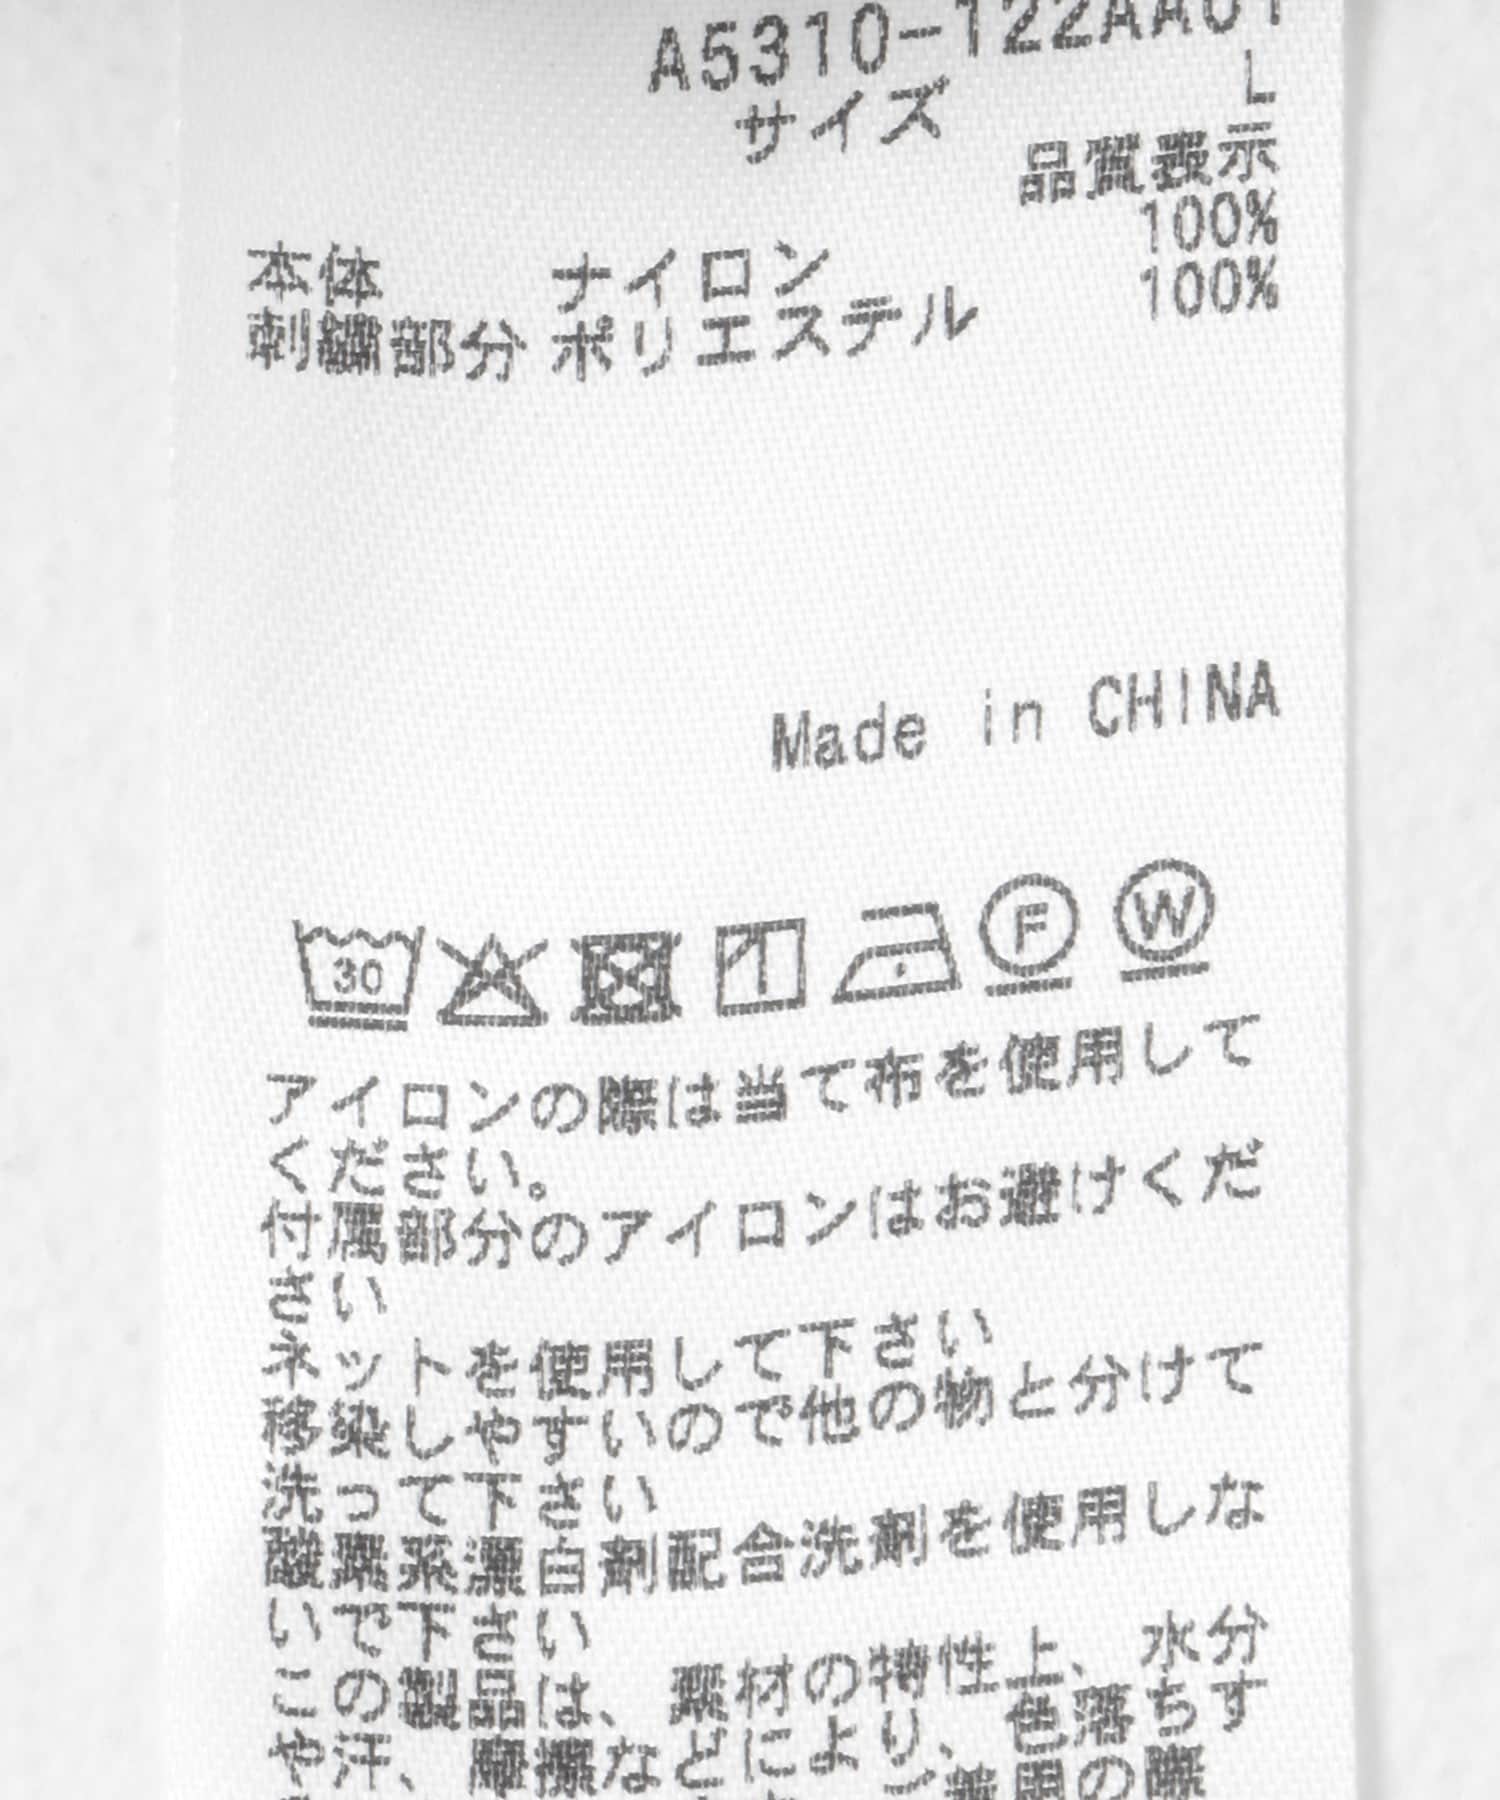 A5310-122AA01
サイズ L
品質表示
本体 ナイロン 100%
刺繍部分 ポリエステル 100%
Made in CHINA
30 F W
アイロンの際は当て布を使用して
ください。
付属部分のアイロンはお避けくだ
さい
ネットを使用して下さい
移染しやすいので他の物と分けて
洗って下さい
酸素系漂白剤配合洗剤を使用しな
いで下さい
この製品は、素材の特性上、水分
や汗、摩擦などにより、色落ちす
ご着用の際